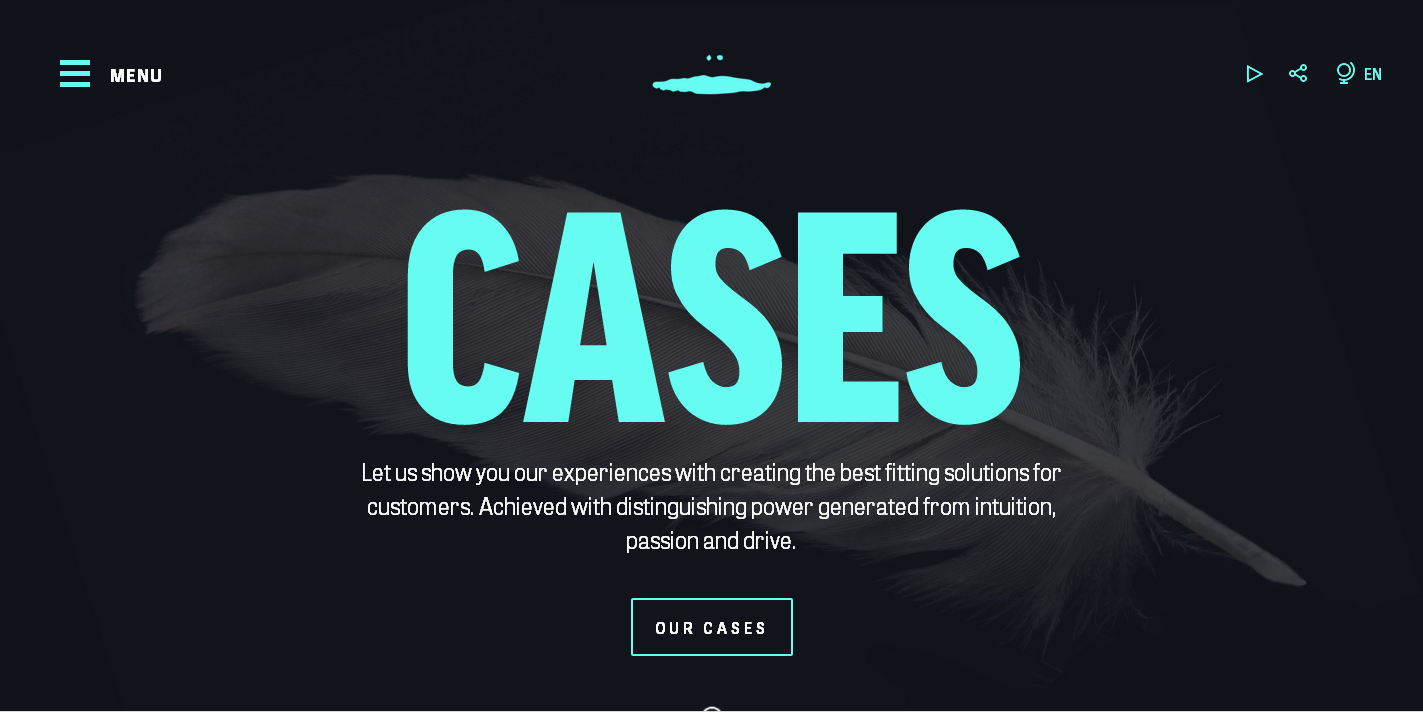 MENU
EN
CASES
Let us show you our experiences with creating the best fitting solutions for
customers. Achieved with distinguishing power generated from intuition,
passion and drive.
OUR CASES